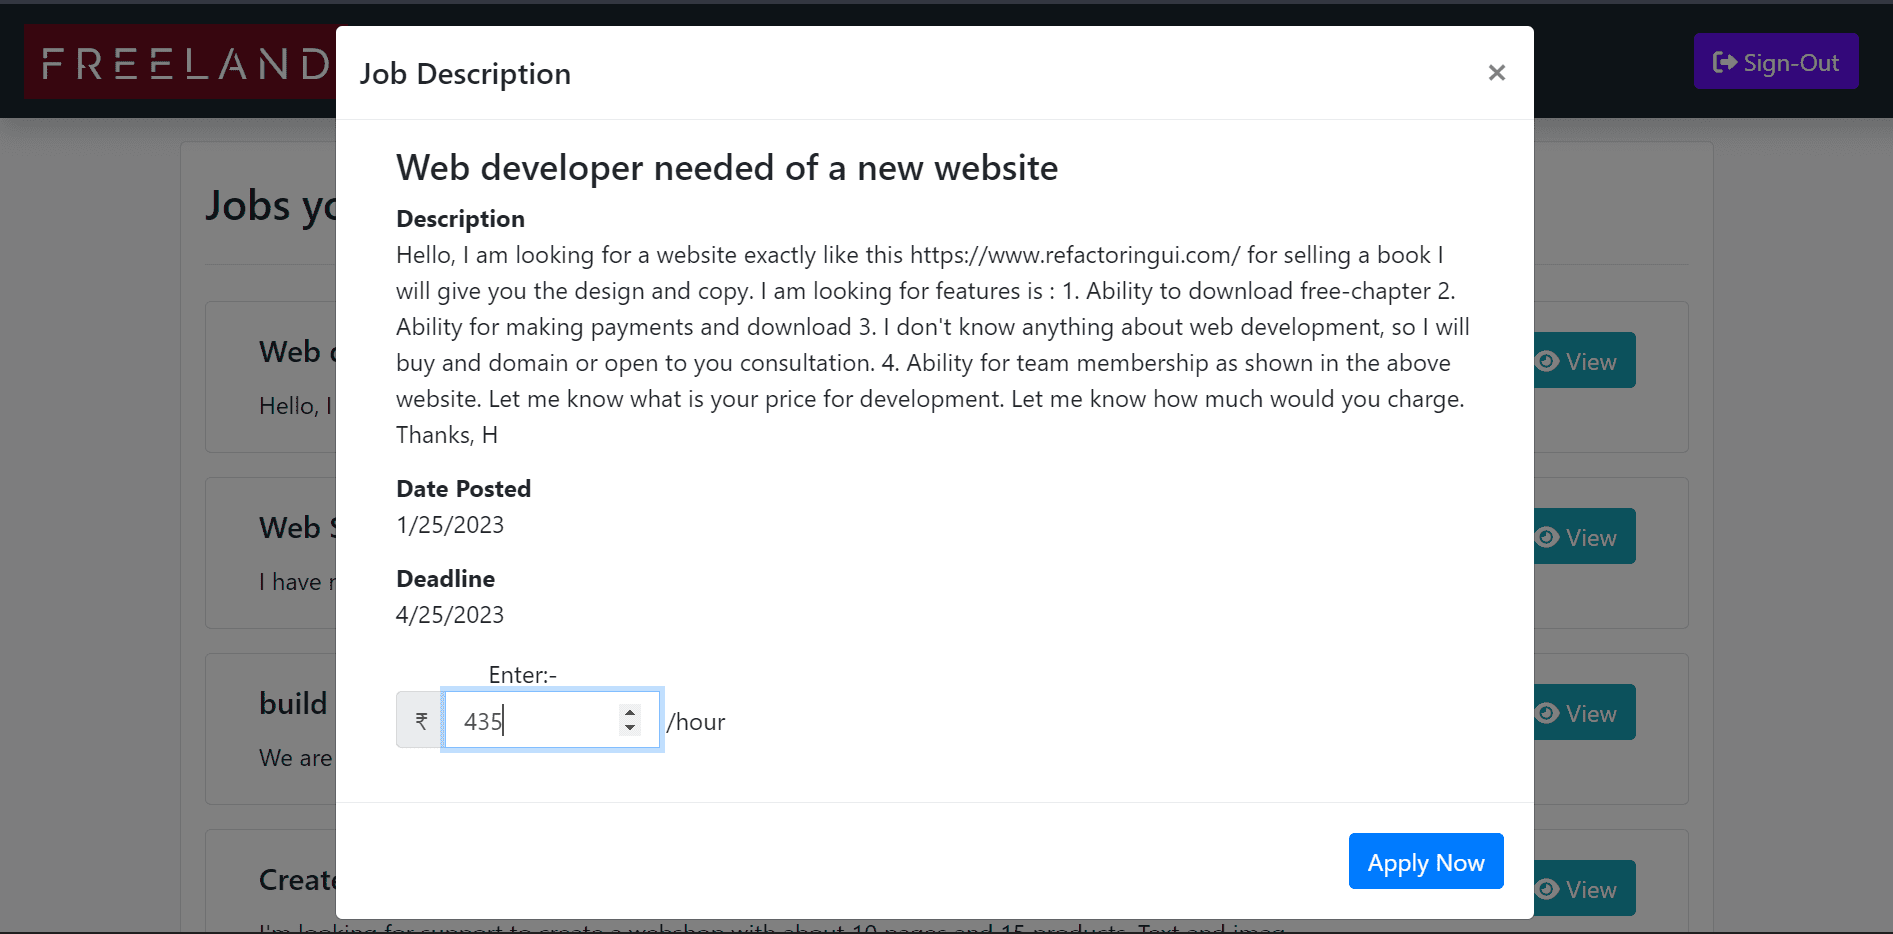 FREELAND
Sign-Out
Job Description
×
Web developer needed of a new website
Description
Hello, I am looking for a website exactly like this https://www.refactoringui.com/ for selling a book I
will give you the design and copy. I am looking for features is : 1. Ability to download free-chapter 2.
Ability for making payments and download 3. I don't know anything about web development, so I will
buy and domain or open to you consultation. 4. Ability for team membership as shown in the above
website. Let me know what is your price for development. Let me know how much would you charge.
Thanks, H
Date Posted
1/25/2023
Deadline
4/25/2023
Enter:-
₹ 435 /hour
Apply Now
Jobs yo
Web d
Hello, I
View
Web S
I have
View
build
We are
View
Create
View
I'm looking for support to create a webshop with about 10 pages and 15 products. Text and imag